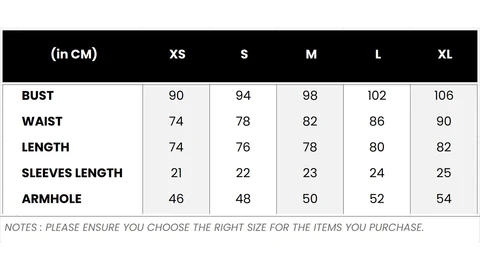 (in CM) XS S M L XL
BUST 90 94 98 102 106
WAIST 74 78 82 86 90
LENGTH 74 76 78 80 82
SLEEVES LENGTH 21 22 23 24 25
ARMHOLE 46 48 50 52 54
NOTES : PLEASE ENSURE YOU CHOOSE THE RIGHT SIZE FOR THE ITEMS YOU PURCHASE.